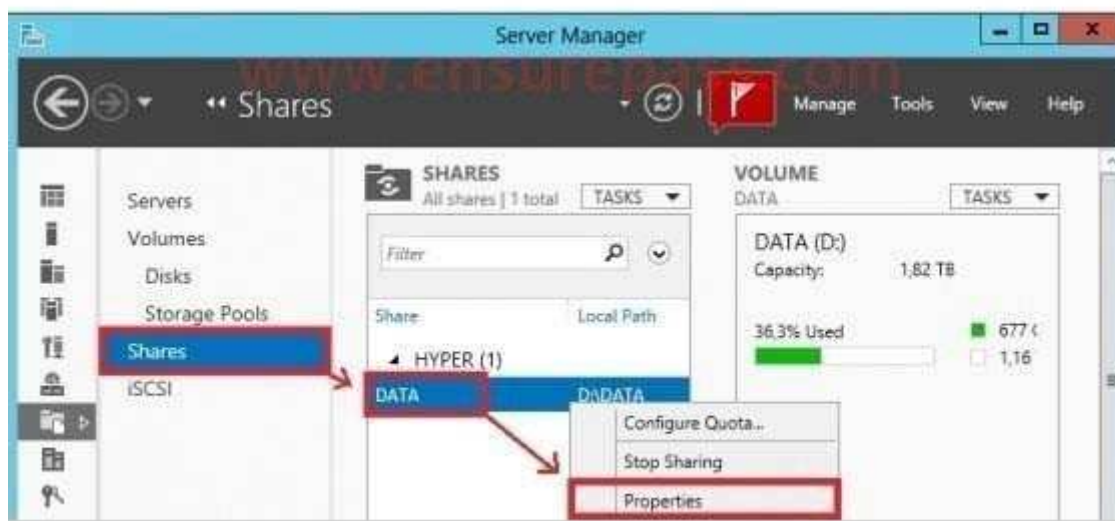 Server Manager
www.ensurepass.com
Shares
Manage Tools View Help
Servers
Volumes
Disks
Storage Pools
Shares
iSCSI
SHARES
All shares | 1 total
TASKS
Filter
Share Local Path
HYPER (1)
DATA D:\DATA
Configure Quota...
Stop Sharing
Properties
VOLUME
DATA
TASKS
DATA (D:)
Capacity: 1,82 TB
36,3% Used
677
1,16